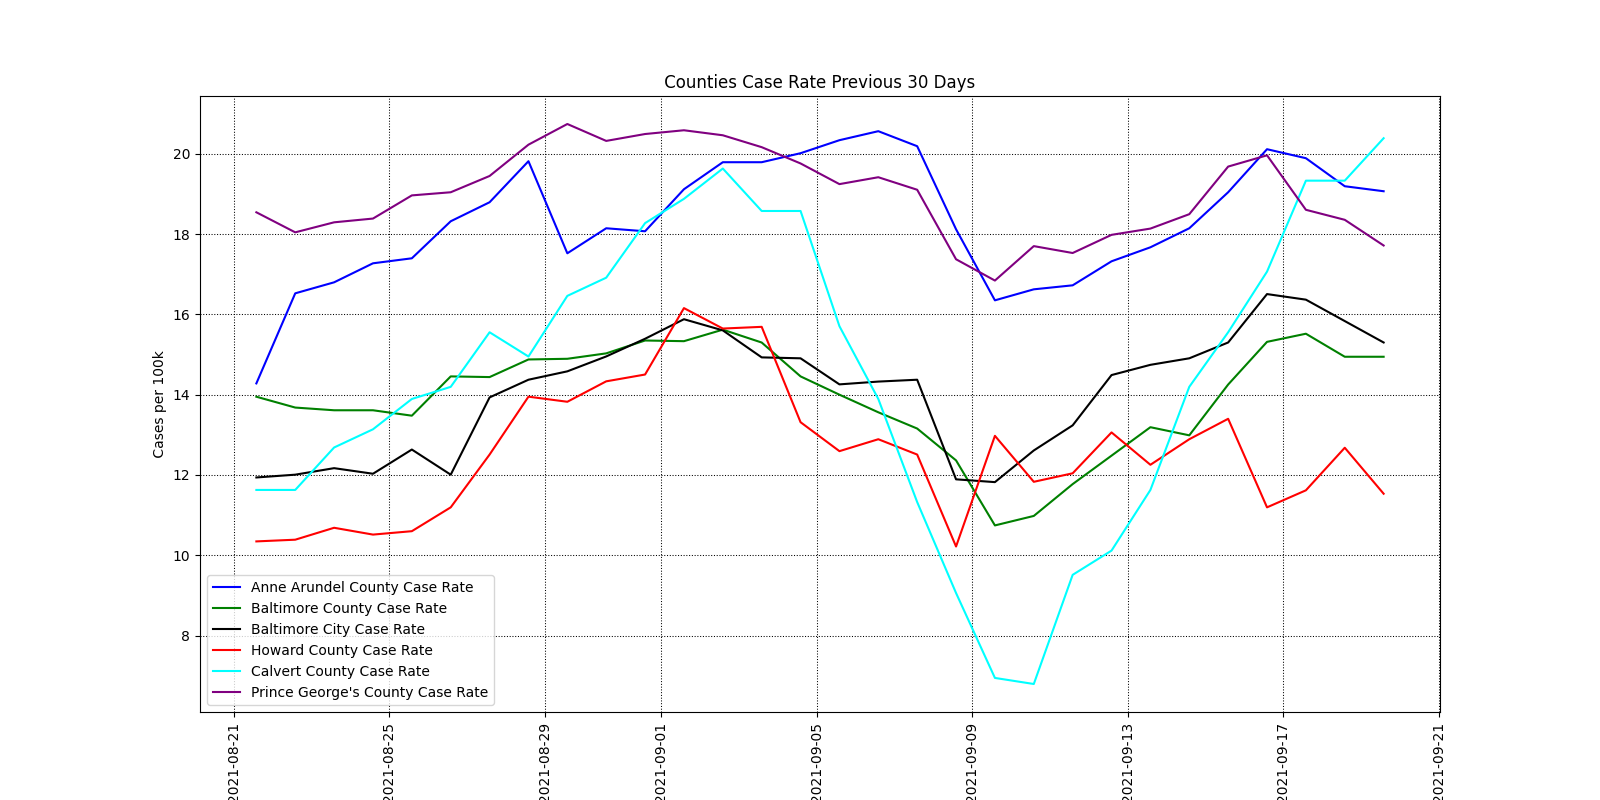 Counties Case Rate Previous 30 Days
Cases per 100k
20
18
16
14
12
10
8
Anne Arundel County Case Rate
Baltimore County Case Rate
Baltimore City Case Rate
Howard County Case Rate
Calvert County Case Rate
Prince George's County Case Rate
2021-08-21
2021-08-25
2021-08-29
2021-09-01
2021-09-05
2021-09-09
2021-09-13
2021-09-17
2021-09-21